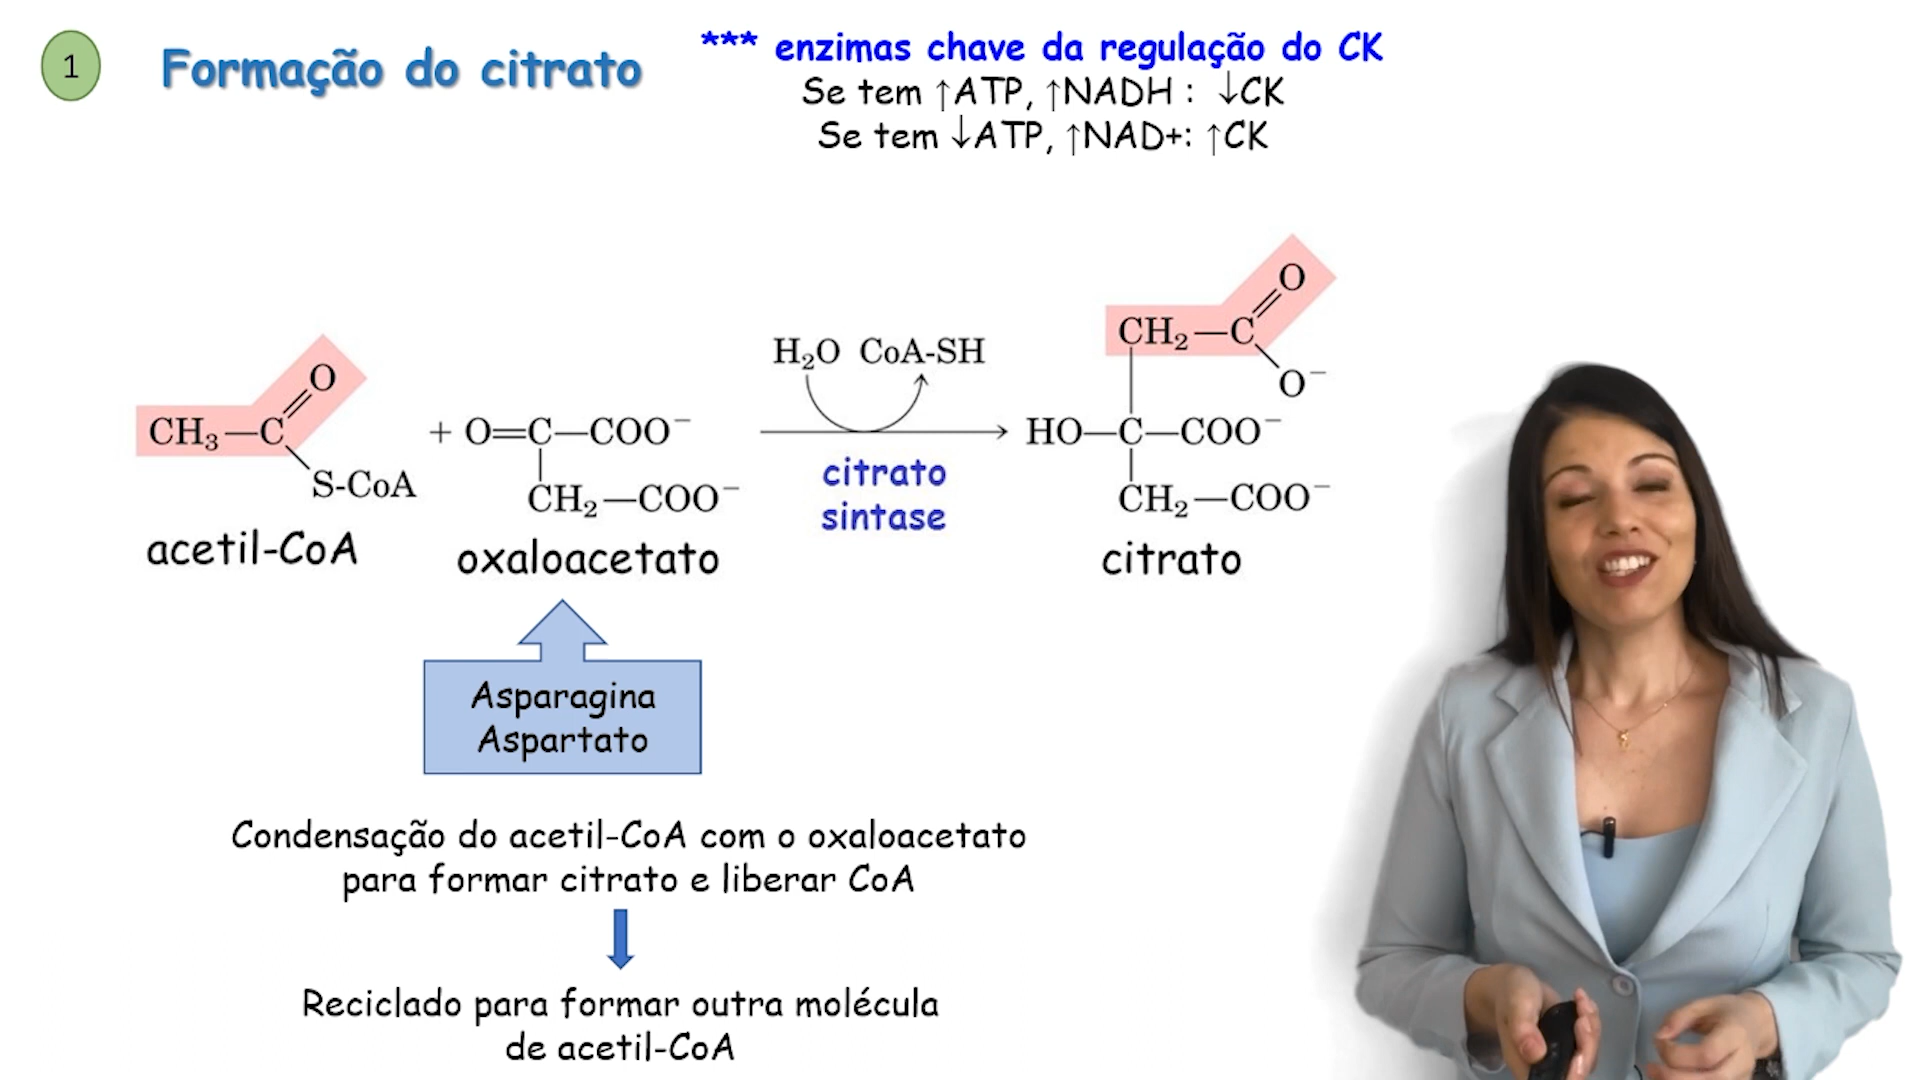 1
Formação do citrato
*** enzimas chave da regulação do CK
Se tem ↑ATP, ↑NADH : ↓CK
Se tem ↓ATP, ↑NAD+: ↑CK
CH₃—C
O
S-CoA
acetil-CoA
+ O=C—COO⁻
CH₂—COO⁻
oxaloacetato
H₂O CoA-SH
citrato
sintase
O
CH₂—C
O⁻
HO—C—COO⁻
CH₂—COO⁻
citrato
Asparagina
Aspartato
Condensação do acetil-CoA com o oxaloacetato
para formar citrato e liberar CoA
Reciclado para formar outra molécula
de acetil-CoA